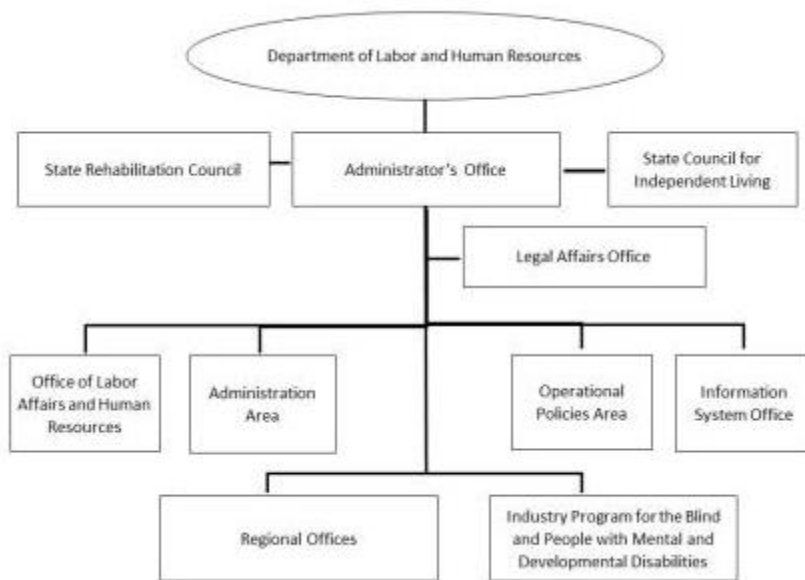 Department of Labor and Human Resources
State Rehabilitation Council
Administrator's Office
State Council for
Independent Living
Legal Affairs Office
Office of Labor
Affairs and Human
Resources
Administration
Area
Operational
Policies Area
Information
System Office
Regional Offices
Industry Program for the Blind
and People with Mental and
Developmental Disabilities